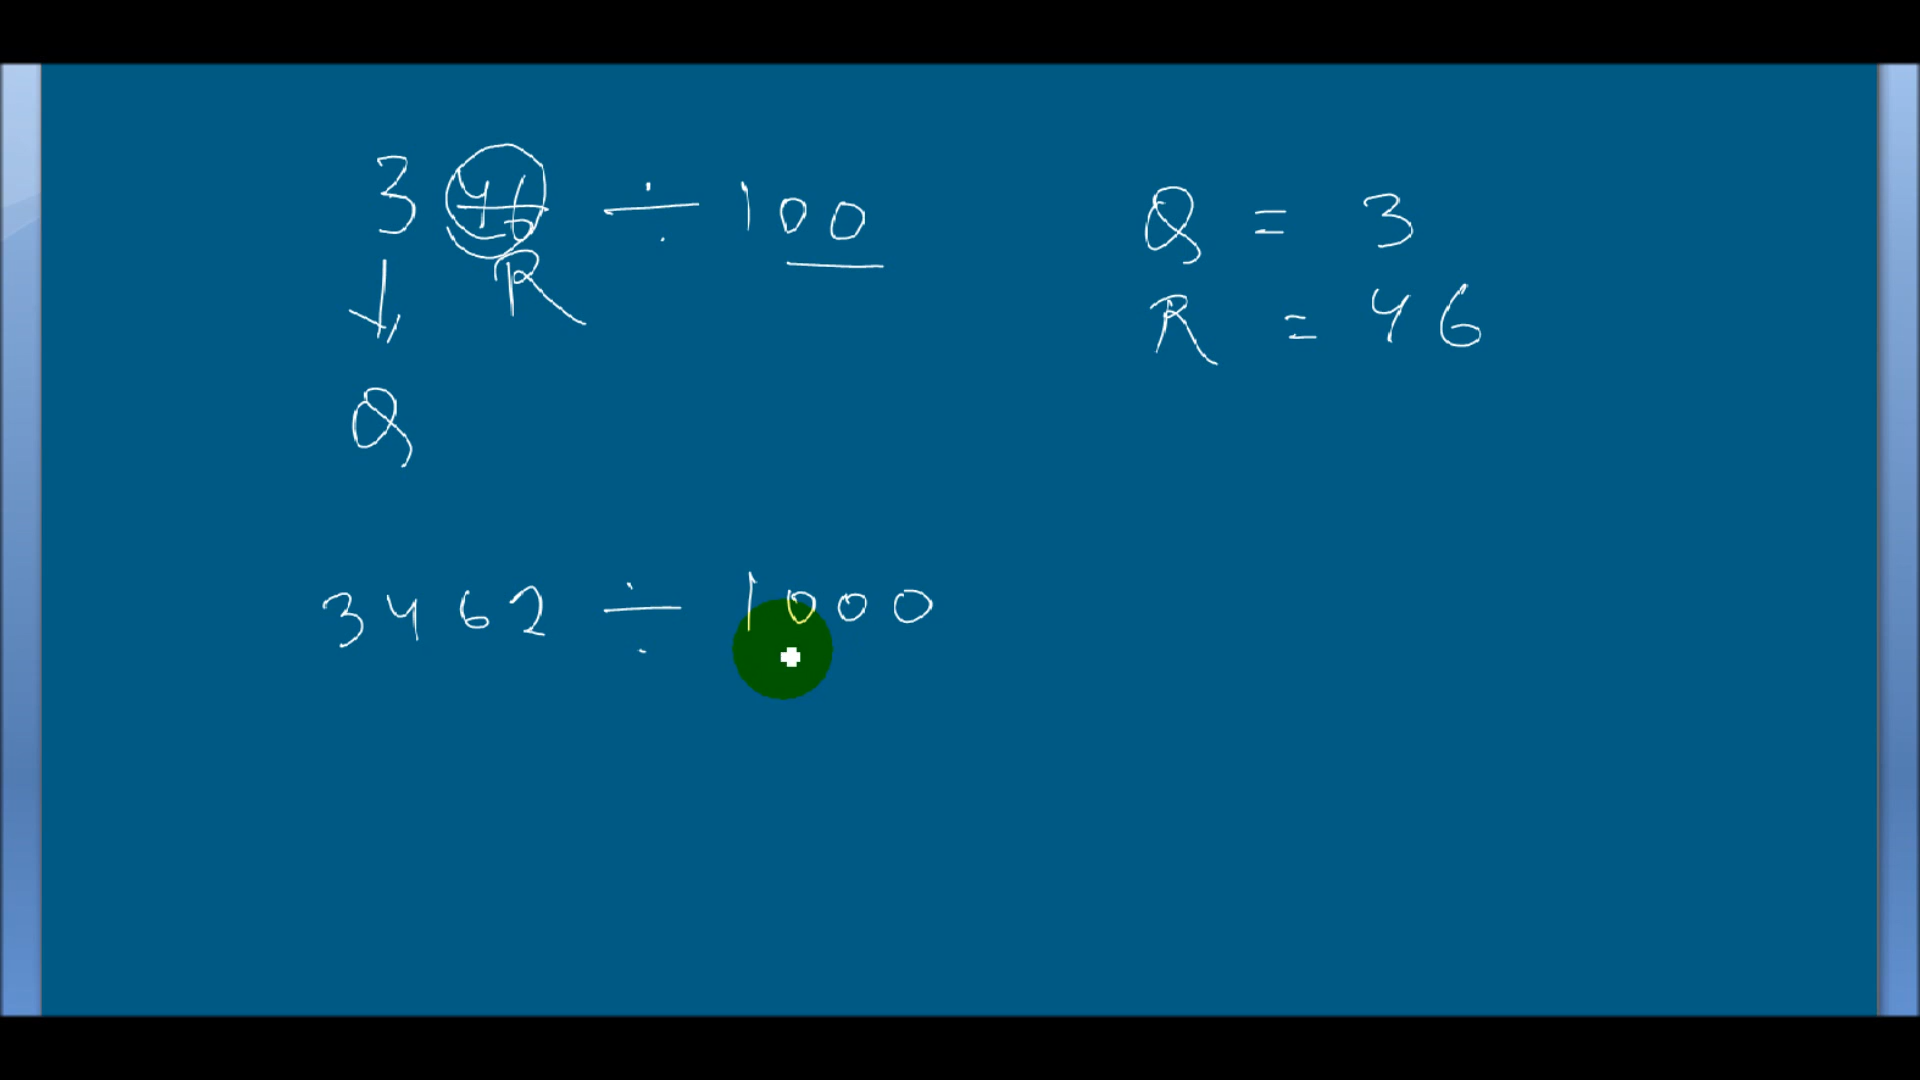 346 ÷ 100
R
Q
Q = 3
R = 46
3462 ÷ 1000